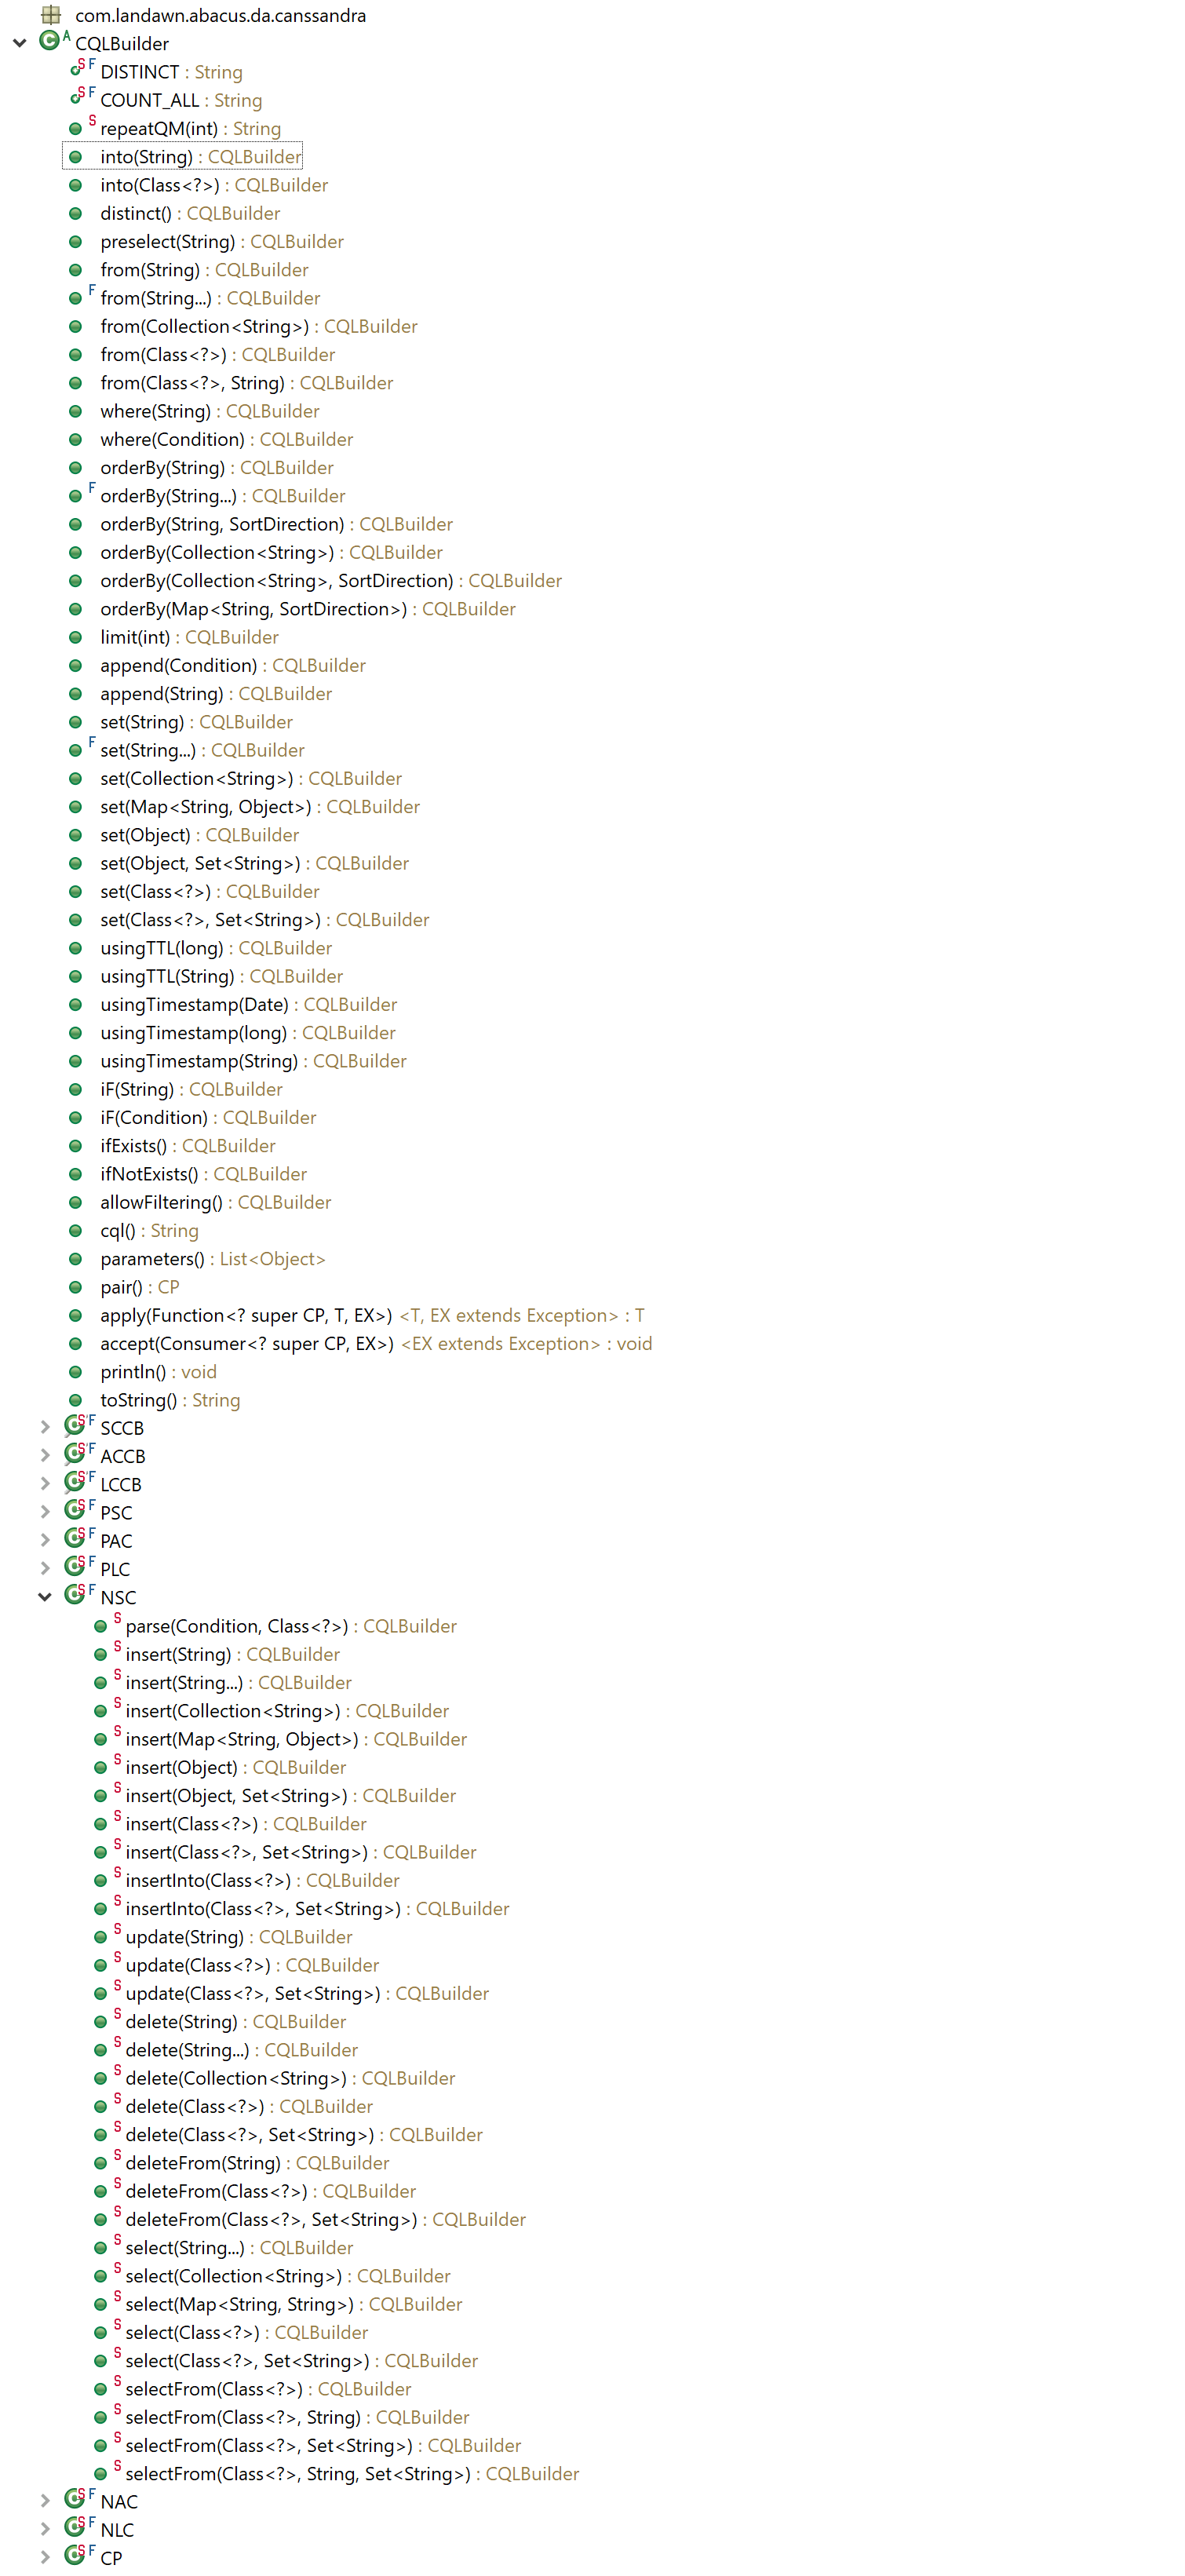 com.landawn.abacus.da.canssandra
CQLBuilder
DISTINCT : String
COUNT_ALL : String
repeatQM(int) : String
into(String) : CQLBuilder
into(Class<?>) : CQLBuilder
distinct() : CQLBuilder
preselect(String) : CQLBuilder
from(String) : CQLBuilder
from(String...) : CQLBuilder
from(Collection<String>) : CQLBuilder
from(Class<?>) : CQLBuilder
from(Class<?>, String) : CQLBuilder
where(String) : CQLBuilder
where(Condition) : CQLBuilder
orderBy(String) : CQLBuilder
orderBy(String...) : CQLBuilder
orderBy(String, SortDirection) : CQLBuilder
orderBy(Collection<String>) : CQLBuilder
orderBy(Collection<String>, SortDirection) : CQLBuilder
orderBy(Map<String, SortDirection>) : CQLBuilder
limit(int) : CQLBuilder
append(Condition) : CQLBuilder
append(String) : CQLBuilder
set(String) : CQLBuilder
set(String...) : CQLBuilder
set(Collection<String>) : CQLBuilder
set(Map<String, Object>) : CQLBuilder
set(Object) : CQLBuilder
set(Object, Set<String>) : CQLBuilder
set(Class<?>) : CQLBuilder
set(Class<?>, Set<String>) : CQLBuilder
usingTTL(long) : CQLBuilder
usingTTL(String) : CQLBuilder
usingTimestamp(Date) : CQLBuilder
usingTimestamp(long) : CQLBuilder
usingTimestamp(String) : CQLBuilder
iF(String) : CQLBuilder
iF(Condition) : CQLBuilder
ifExists() : CQLBuilder
ifNotExists() : CQLBuilder
allowFiltering() : CQLBuilder
cql() : String
parameters() : List<Object>
pair() : CP
apply(Function<? super CP, T, EX>) <T, EX extends Exception> : T
accept(Consumer<? super CP, EX>) <EX extends Exception> : void
println() : void
toString() : String
SCCB
ACCB
LCCB
PSC
PAC
PLC
NSC
parse(Condition, Class<?>) : CQLBuilder
insert(String) : CQLBuilder
insert(String...) : CQLBuilder
insert(Collection<String>) : CQLBuilder
insert(Map<String, Object>) : CQLBuilder
insert(Object) : CQLBuilder
insert(Object, Set<String>) : CQLBuilder
insert(Class<?>) : CQLBuilder
insert(Class<?>, Set<String>) : CQLBuilder
insertInto(Class<?>) : CQLBuilder
insertInto(Class<?>, Set<String>) : CQLBuilder
update(String) : CQLBuilder
update(Class<?>) : CQLBuilder
update(Class<?>, Set<String>) : CQLBuilder
delete(String) : CQLBuilder
delete(String...) : CQLBuilder
delete(Collection<String>) : CQLBuilder
delete(Class<?>) : CQLBuilder
delete(Class<?>, Set<String>) : CQLBuilder
deleteFrom(String) : CQLBuilder
deleteFrom(Class<?>) : CQLBuilder
deleteFrom(Class<?>, Set<String>) : CQLBuilder
select(String...) : CQLBuilder
select(Collection<String>) : CQLBuilder
select(Map<String, String>) : CQLBuilder
select(Class<?>) : CQLBuilder
select(Class<?>, Set<String>) : CQLBuilder
selectFrom(Class<?>) : CQLBuilder
selectFrom(Class<?>, String) : CQLBuilder
selectFrom(Class<?>, Set<String>) : CQLBuilder
selectFrom(Class<?>, String, Set<String>) : CQLBuilder
NAC
NLC
CP